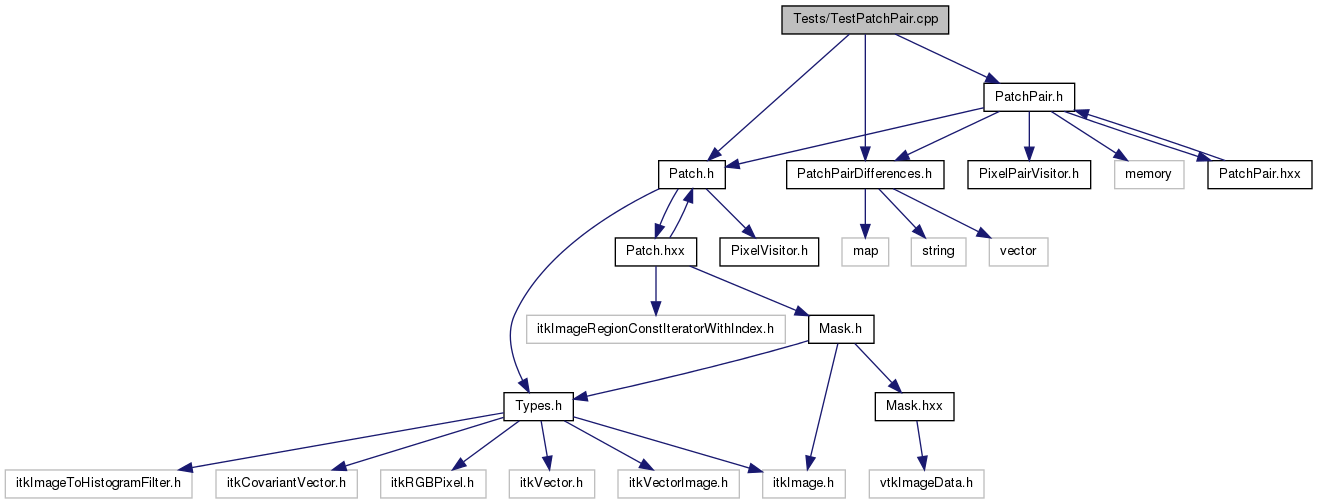 Tests/TestPatchPair.cpp
PatchPair.h
Patch.h
PatchPairDifferences.h
PixelPairVisitor.h
memory
PatchPair.hxx
Patch.hxx
PixelVisitor.h
map
string
vector
itkImageRegionConstIteratorWithIndex.h
Mask.h
Types.h
Mask.hxx
itkImageToHistogramFilter.h
itkCovariantVector.h
itkRGBPixel.h
itkVector.h
itkVectorImage.h
itkImage.h
vtkImageData.h